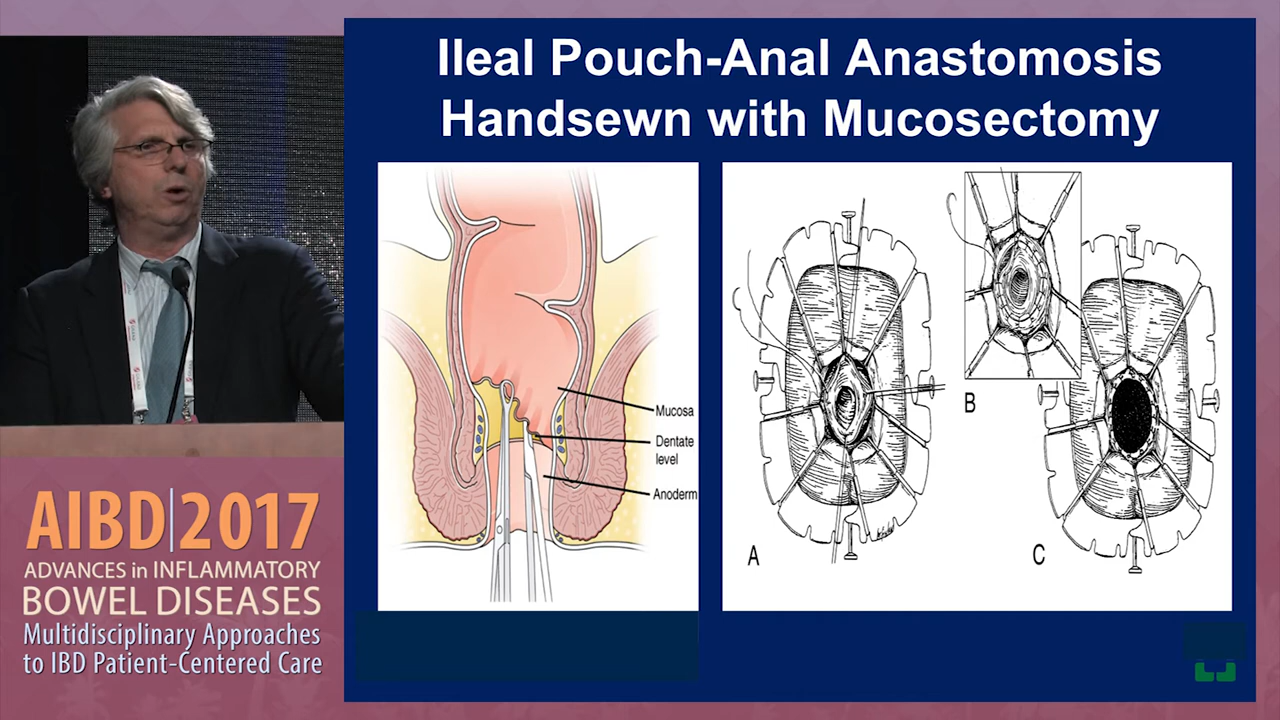 Ileal Pouch-Anal Anastomosis
Handsewn with Mucosectomy
Mucosa
Dentate
level
Anoderm
A
B
C
AIBD|2017
ADVANCES in INFLAMMATORY
BOWEL DISEASES
Multidisciplinary Approaches
to IBD Patient-Centered Care